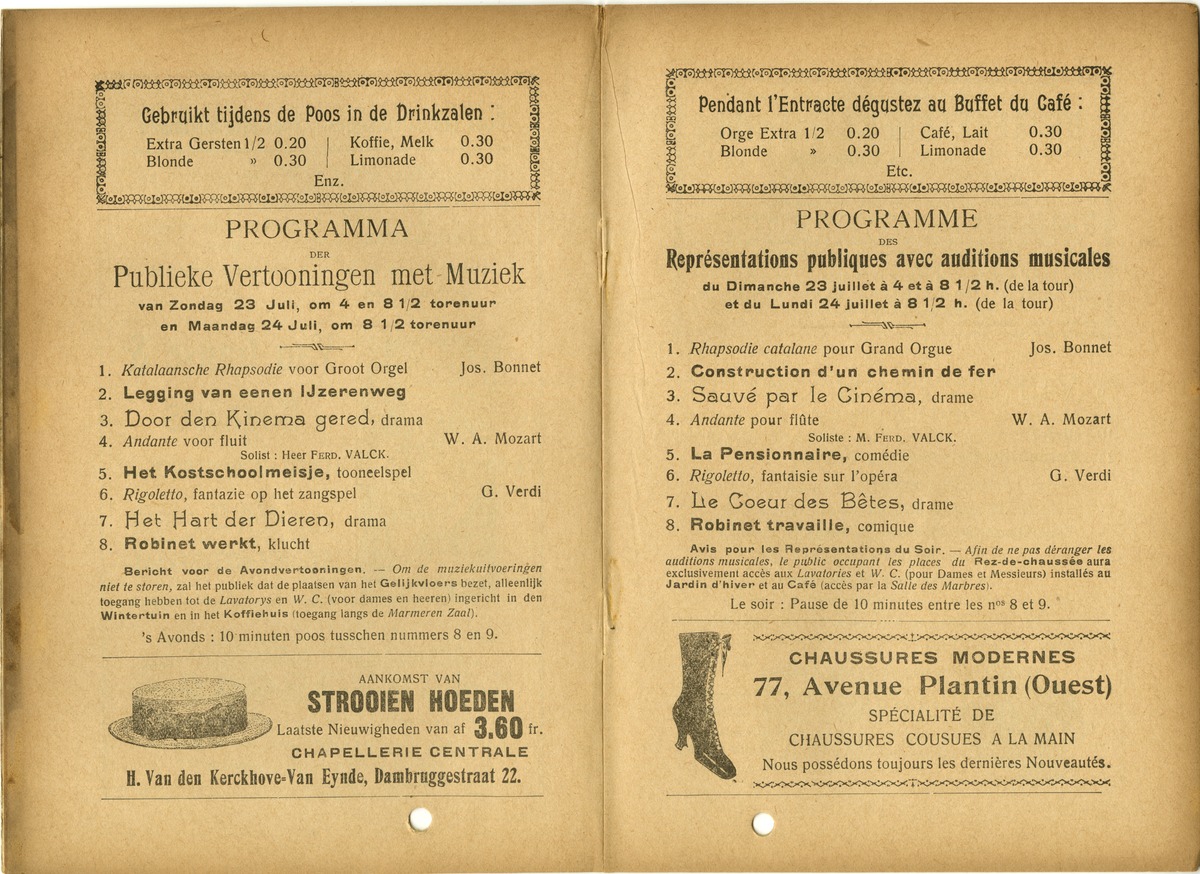 Gebruikt tijdens de Poos in de Drinkzalen :
Extra Gersten 1/2 0.20 | Koffie, Melk 0.30
Blonde » 0.30 | Limonade 0.30
Enz.
PROGRAMMA
DER
Publieke Vertooningen met Muziek
van Zondag 23 Juli, om 4 en 8 1/2 torenuur
en Maandag 24 Juli, om 8 1/2 torenuur
1. Katalaansche Rhapsodie voor Groot Orgel Jos. Bonnet
2. Legging van eenen IJzerenweg
3. Door den Kinema gered, drama
4. Andante voor fluit W. A. Mozart
Solist : Heer FERD. VALCK.
5. Het Kostschoolmeisje, tooneelspel
6. Rigoletto, fantazie op het zangspel G. Verdi
7. Het Hart der Dieren, drama
8. Robinet werkt, klucht
Bericht voor de Avondvertooningen. — Om de muziekuitvoeringen
niet te storen, zal het publiek dat de plaatsen van het Gelijkvloers bezet, alleenlijk
toegang hebben tot de Lavatorys en W. C. (voor dames en heeren) ingericht in den
Wintertuin en in het Koffiehuis (toegang langs de Marmeren Zaal).
's Avonds : 10 minuten poos tusschen nummers 8 en 9.
AANKOMST VAN
STROOIEN HOEDEN
Laatste Nieuwigheden van af 3.60 fr.
CHAPELLERIE CENTRALE
H. Van den Kerckhove-Van Eynde, Dambruggestraat 22.
Pendant l'Entracte dégustez au Buffet du Café :
Orge Extra 1/2 0.20 | Café, Lait 0.30
Blonde » 0.30 | Limonade 0.30
Etc.
PROGRAMME
DES
Représentations publiques avec auditions musicales
du Dimanche 23 juillet à 4 et à 8 1/2 h. (de la tour)
et du Lundi 24 juillet à 8 1/2 h. (de la tour)
1. Rhapsodie catalane pour Grand Orgue Jos. Bonnet
2. Construction d'un chemin de fer
3. Sauvé par le Cinéma, drame
4. Andante pour flûte W. A. Mozart
Soliste : M. FERD. VALCK.
5. La Pensionnaire, comédie
6. Rigoletto, fantaisie sur l'opéra G. Verdi
7. Le Coeur des Bêtes, drame
8. Robinet travaille, comique
Avis pour les Représentations du Soir. — Afin de ne pas déranger les
auditions musicales, le public occupant les places du Rez-de-chaussée aura
exclusivement accès aux Lavatories et W. C. (pour Dames et Messieurs) installés au
Jardin d'hiver et au Café (accès par la Salle des Marbres).
Le soir : Pause de 10 minutes entre les nos 8 et 9.
CHAUSSURES MODERNES
77, Avenue Plantin (Ouest)
SPÉCIALITÉ DE
CHAUSSURES COUSUES A LA MAIN
Nous possédons toujours les dernières Nouveautés.